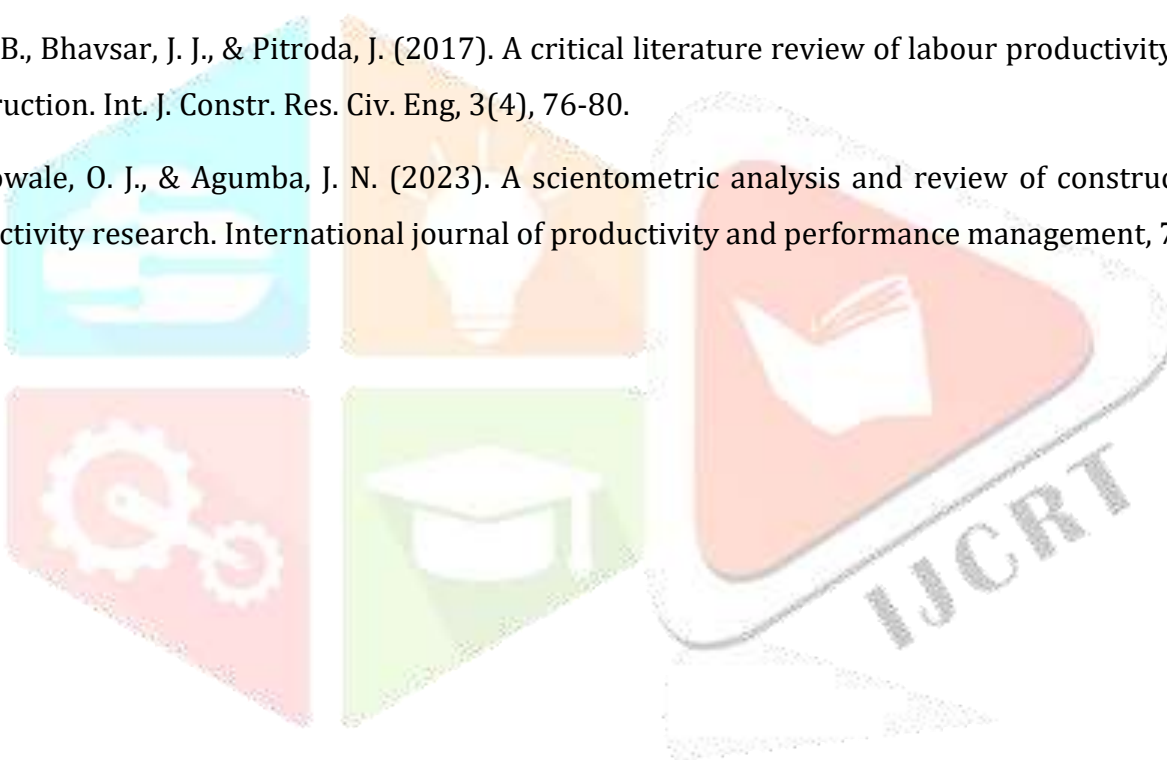 B., Bhavsar, J. J., & Pitroda, J. (2017). A critical literature review of labour productivity
ruction. Int. J. Constr. Res. Civ. Eng, 3(4), 76-80.
owale, O. J., & Agumba, J. N. (2023). A scientometric analysis and review of construc
ctivity research. International journal of productivity and performance management, 7
IJCRT